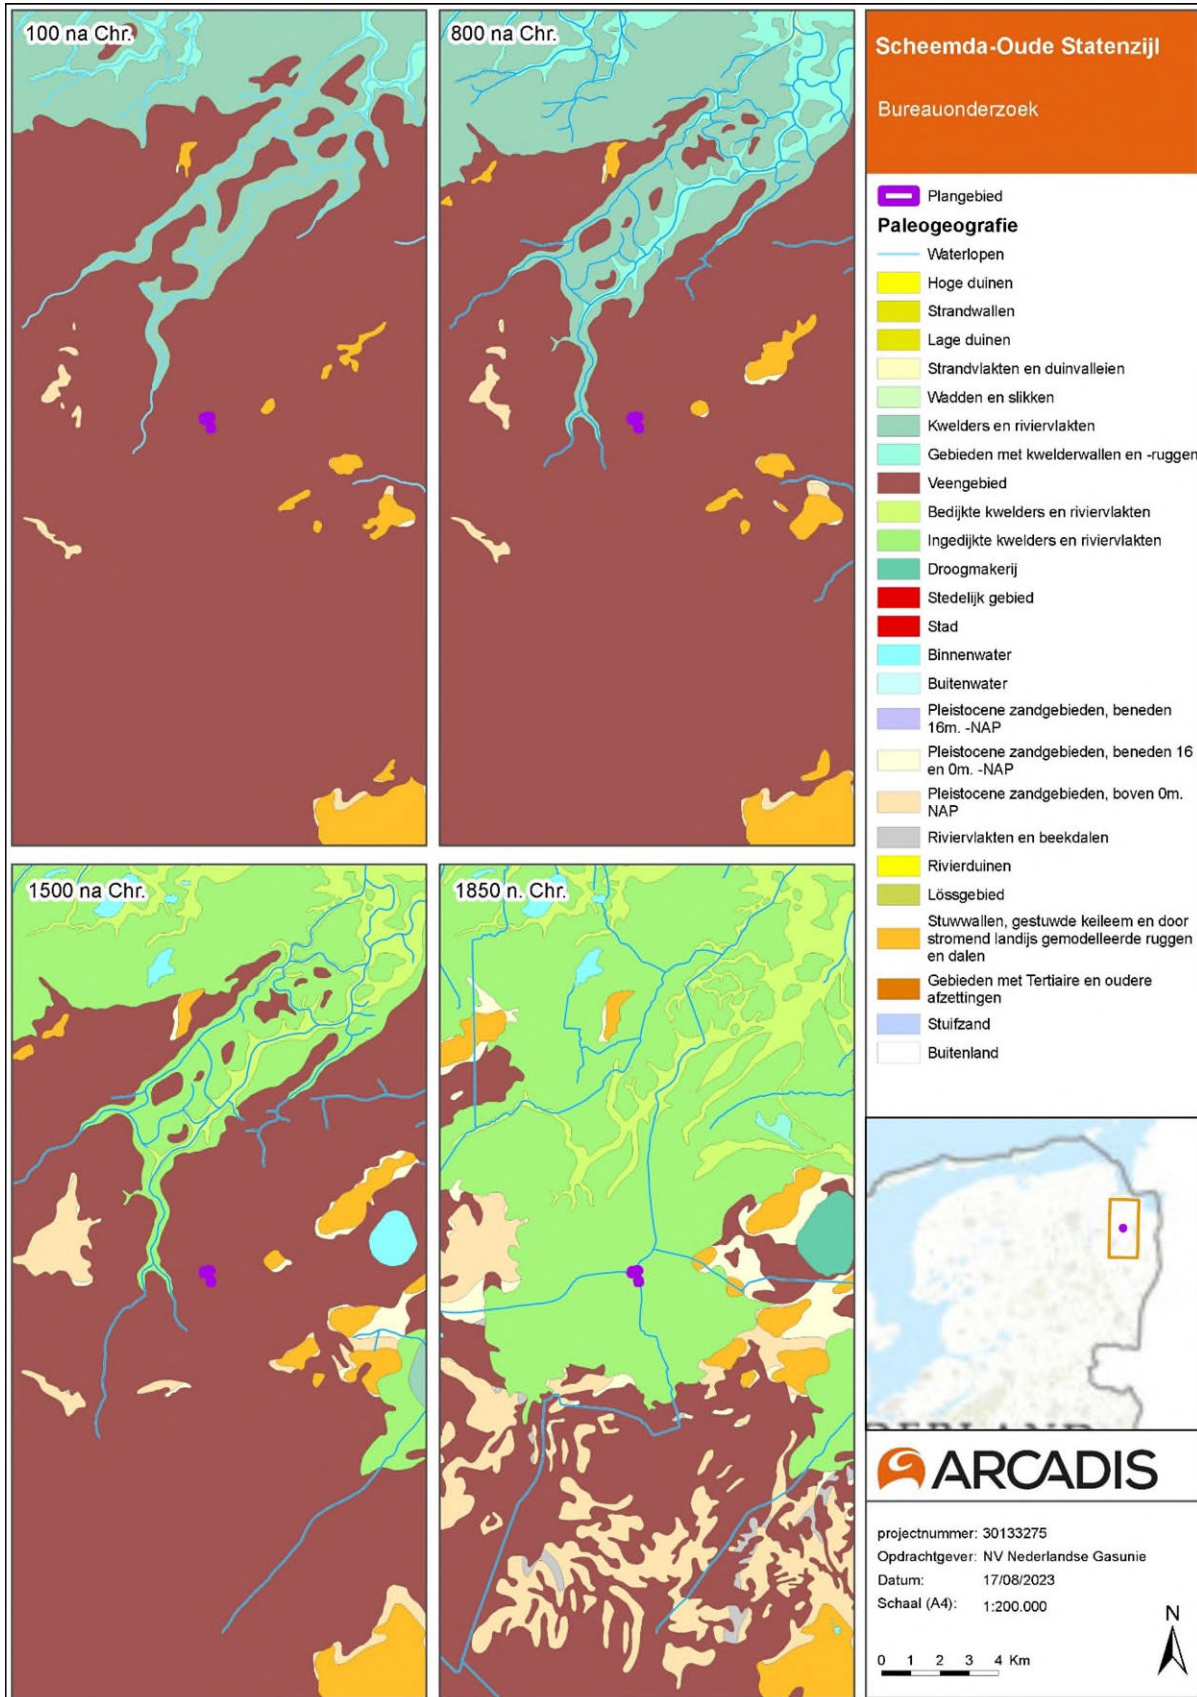 100 na Chr.
800 na Chr.
1500 na Chr.
1850 n. Chr.
Scheemda-Oude Statenzijl
Bureauonderzoek
Plangebied
Paleogeografie
Waterlopen
Hoge duinen
Strandwallen
Lage duinen
Strandvlakten en duinvalleien
Wadden en slikken
Kwelders en riviervlakten
Gebieden met kwelderwallen en -ruggen
Veengebied
Bedijkte kwelders en riviervlakten
Ingedijkte kwelders en riviervlakten
Droogmakerij
Stedelijk gebied
Stad
Binnenwater
Buitenwater
Pleistocene zandgebieden, beneden
16m. -NAP
Pleistocene zandgebieden, beneden 16
en 0m. -NAP
Pleistocene zandgebieden, boven 0m.
NAP
Riviervlakten en beekdalen
Rivierduinen
Lössgebied
Stuwwallen, gestuwde keileem en door
stromend landijs gemodelleerde ruggen
en dalen
Gebieden met Tertiaire en oudere
afzettingen
Stuifzand
Buitenland
ARCADIS
projectnummer: 30133275
Opdrachtgever: NV Nederlandse Gasunie
Datum: 17/08/2023
Schaal (A4): 1:200.000
N
0 1 2 3 4 Km